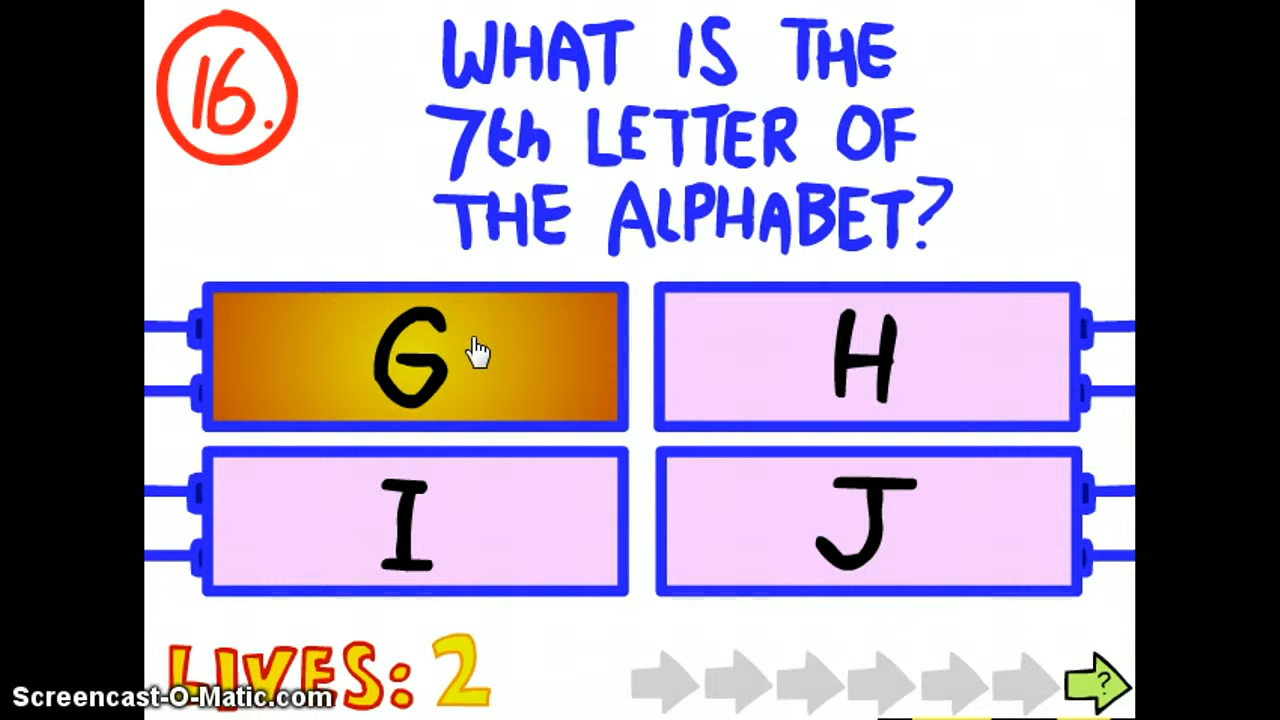 16.
WHAT IS THE
7th LETTER OF
THE ALPHABET?
G
H
I
J
LIVES: 2
?
Screencast-O-Matic.com